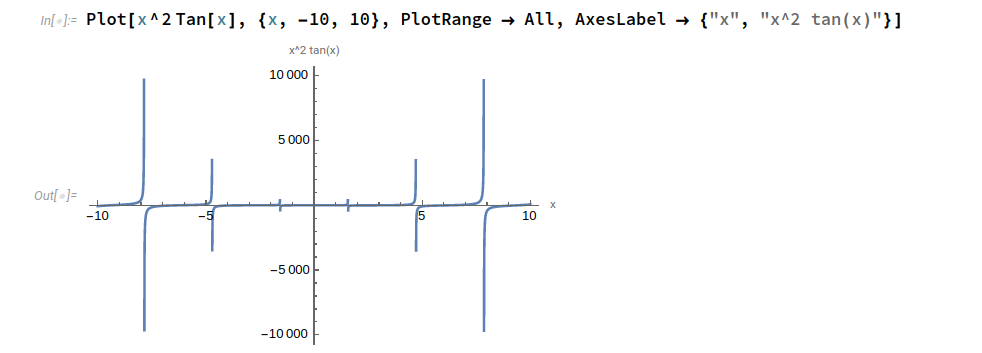 In[◦]:= Plot[x^2 Tan[x], {x, -10, 10}, PlotRange → All, AxesLabel → {"x", "x^2 tan(x)"}]
x^2 tan(x)
10 000
5 000
Out[◦]=
−10
−5
5
10
x
−5 000
−10 000